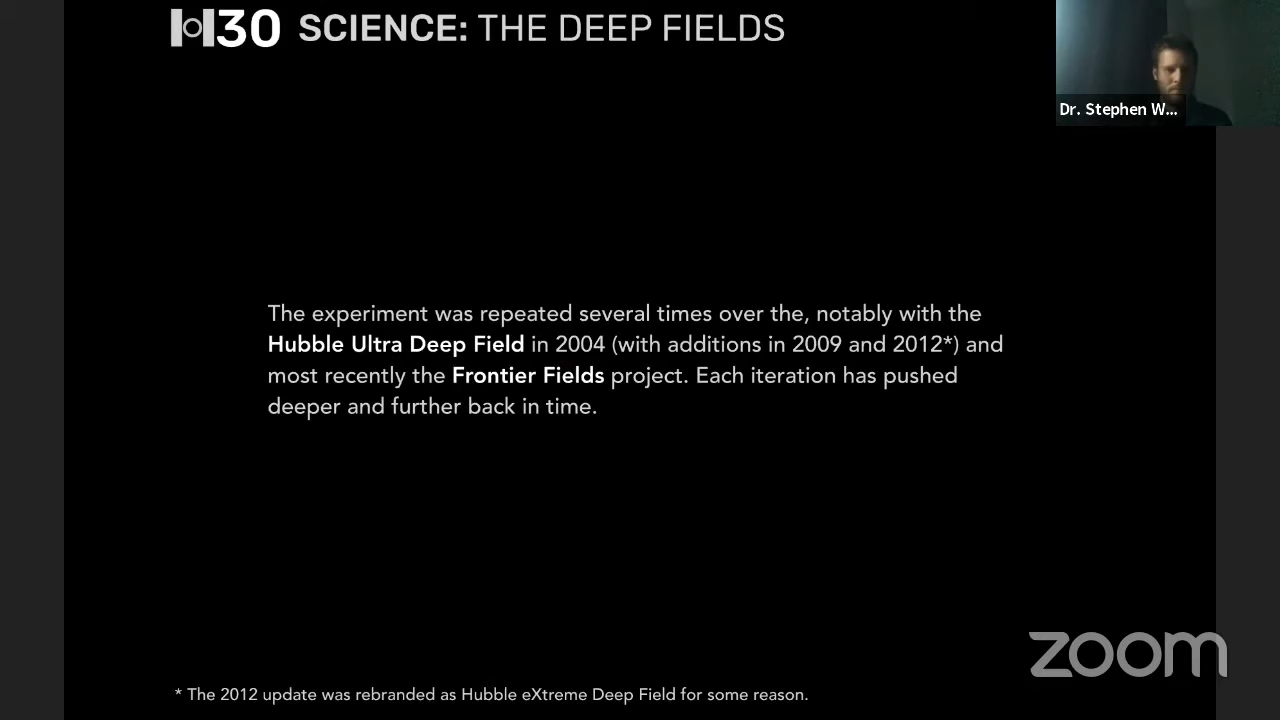 H30 SCIENCE: THE DEEP FIELDS
Dr. Stephen W...
The experiment was repeated several times over the, notably with the
Hubble Ultra Deep Field in 2004 (with additions in 2009 and 2012*) and
most recently the Frontier Fields project. Each iteration has pushed
deeper and further back in time.
zoom
* The 2012 update was rebranded as Hubble eXtreme Deep Field for some reason.